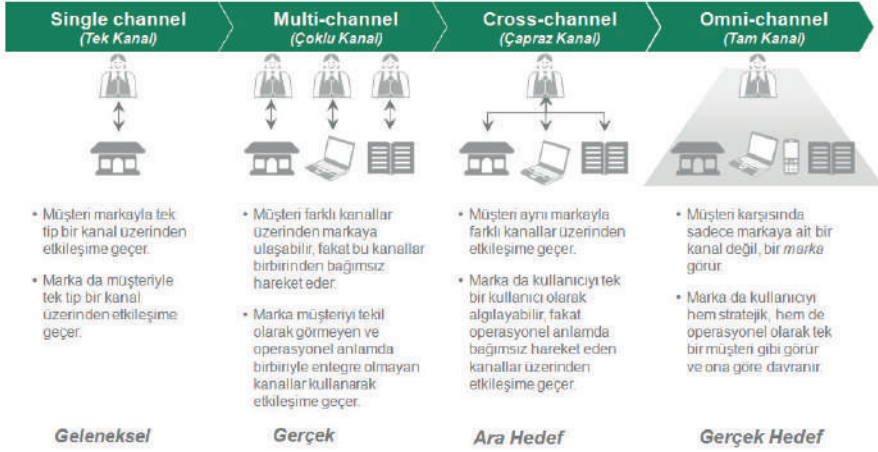 Single channel
(Tek Kanal)
Multi-channel
(Çoklu Kanal)
Cross-channel
(Çapraz Kanal)
Omni-channel
(Tam Kanal)
• Müşteri markayla tek
tip bir kanal üzerinden
etkileşime geçer.
• Marka da müşteriyle
tek tip bir kanal
üzerinden etkileşime
geçer.
• Müşteri farklı kanallar
üzerinden markaya
ulaşabilir, fakat bu kanallar
birbirinden bağımsız
hareket eder.
• Marka müşteriyi tekil
olarak görmeyen ve
operasyonel anlamda
birbiriyle entegre olmayan
kanallar kullanarak
etkileşime geçer.
• Müşteri aynı markayla
farklı kanallar üzerinden
etkileşime geçer.
• Marka da kullanıcıyı tek
bir kullanıcı olarak
algılayabilir, fakat
operasyonel anlamda
bağımsız hareket eden
kanallar üzerinden
etkileşime geçer.
• Müşteri karşısında
sadece markaya ait bir
kanal değil, bir marka
görür.
• Marka da kullanıcıyı
hem stratejik, hem de
operasyonel olarak tek
bir müşteri gibi görür
ve ona göre davranır.
Geleneksel
Gerçek
Ara Hedef
Gerçek Hedef